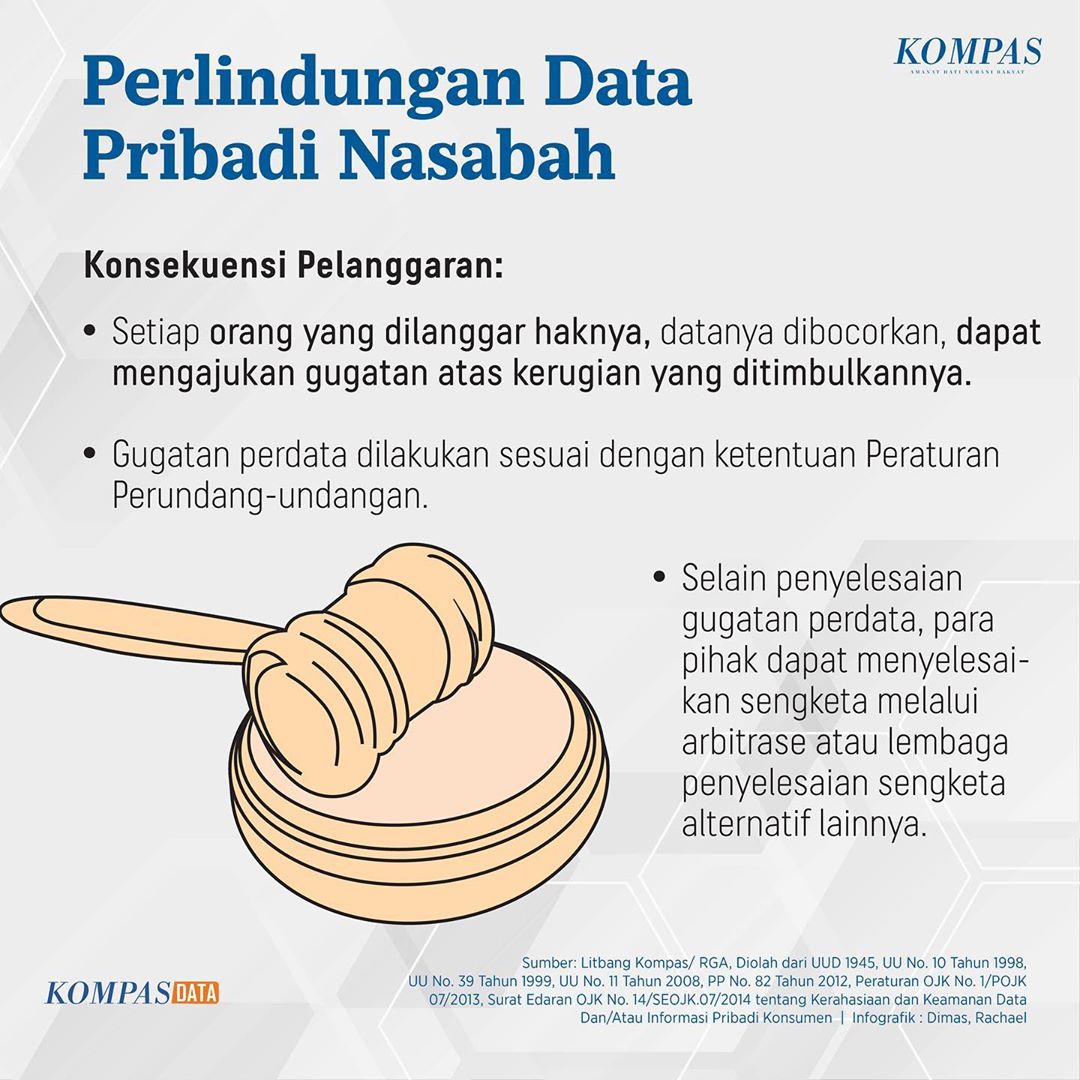 KOMPAS
AMANAT HATI NURANI RAKYAT
Perlindungan Data
Pribadi Nasabah
Konsekuensi Pelanggaran:
• Setiap orang yang dilanggar haknya, datanya dibocorkan, dapat
mengajukan gugatan atas kerugian yang ditimbulkannya.
• Gugatan perdata dilakukan sesuai dengan ketentuan Peraturan
Perundang-undangan.
• Selain penyelesaian
gugatan perdata, para
pihak dapat menyelesai-
kan sengketa melalui
arbitrase atau lembaga
penyelesaian sengketa
alternatif lainnya.
Sumber: Litbang Kompas/ RGA, Diolah dari UUD 1945, UU No. 10 Tahun 1998,
UU No. 39 Tahun 1999, UU No. 11 Tahun 2008, PP No. 82 Tahun 2012, Peraturan OJK No. 1/POJK
07/2013, Surat Edaran OJK No. 14/SEOJK.07/2014 tentang Kerahasiaan dan Keamanan Data
Dan/Atau Informasi Pribadi Konsumen | Infografik : Dimas, Rachael
KOMPAS DATA